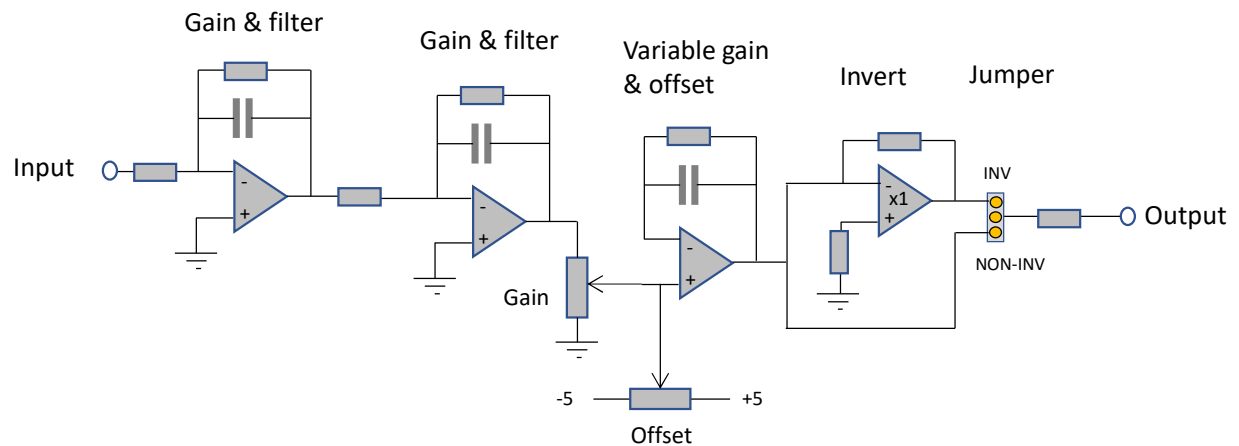 Gain & filter
Gain & filter
Variable gain
& offset
Invert
Jumper
Input
-
+
-
+
Gain
-
+
-
x1
+
INV
NON-INV
Output
-5
+5
Offset